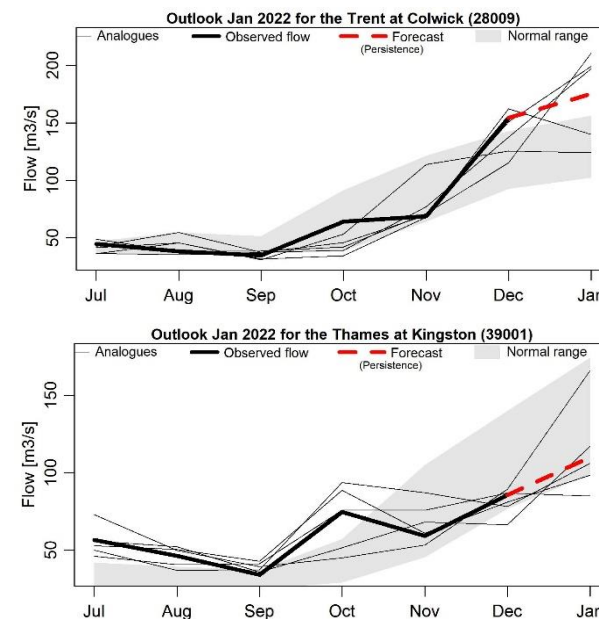 Outlook Jan 2022 for the Trent at Colwick (28009)
Analogues Observed flow Forecast Normal range
(Persistence)
Flow [m3/s]
200
150
100
50
Jul Aug Sep Oct Nov Dec Jan
Outlook Jan 2022 for the Thames at Kingston (39001)
Analogues Observed flow Forecast Normal range
(Persistence)
Flow [m3/s]
150
100
50
Jul Aug Sep Oct Nov Dec Jan